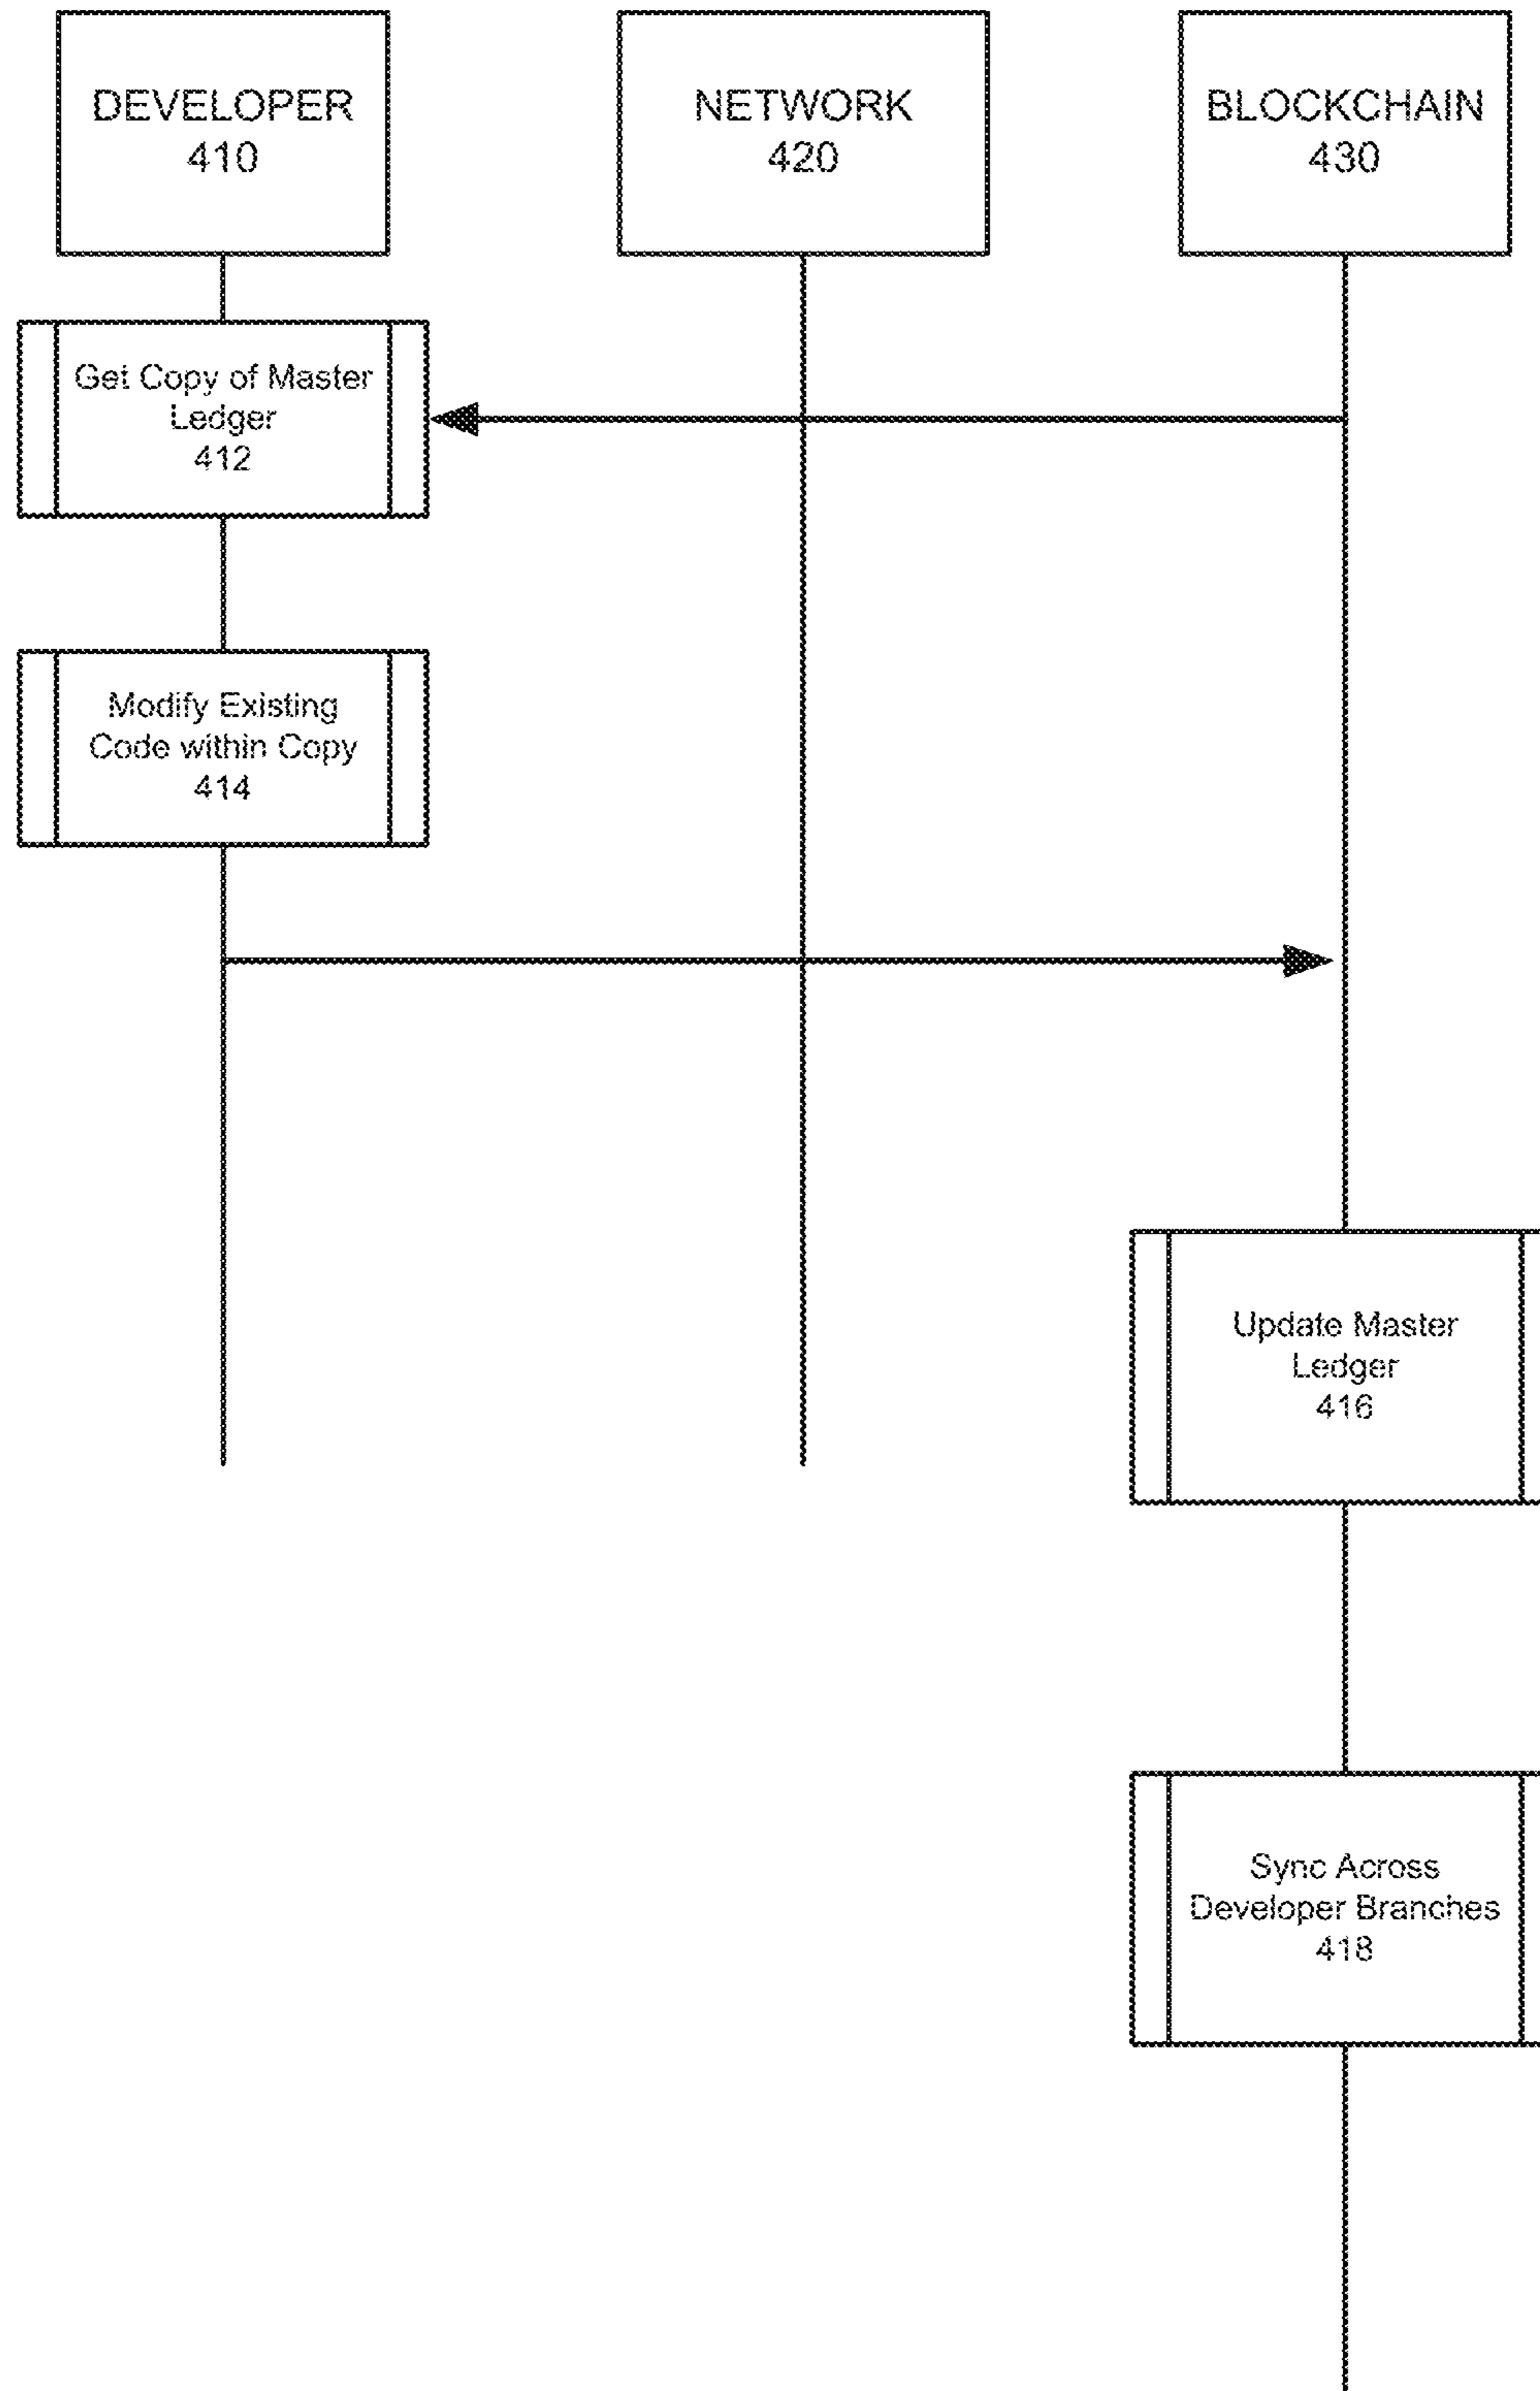 DEVELOPER
410
NETWORK
420
BLOCKCHAIN
430
Get Copy of Master
Ledger
412
Modify Existing
Code within Copy
414
Update Master
Ledger
416
Sync Across
Developer Branches
418